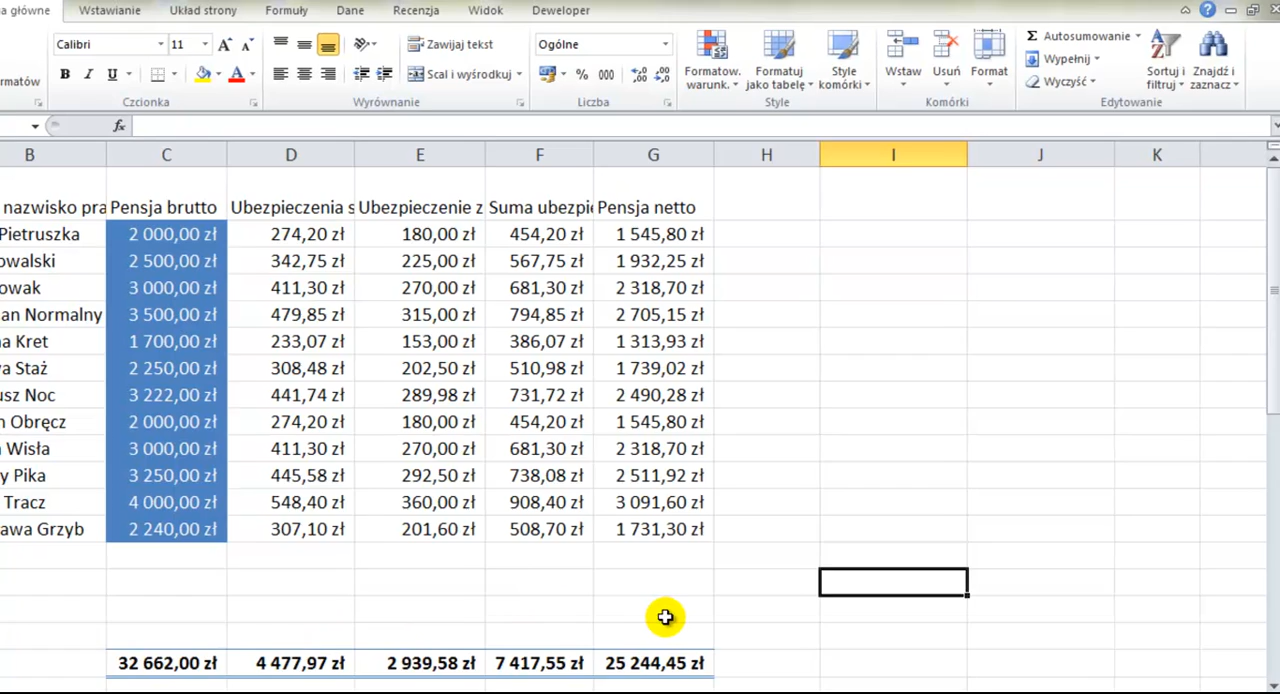 a główne Wstawianie Układ strony Formuły Dane Recenzja Widok Deweloper
Calibri 11 A A Zawijaj tekst Ogólne
B I U A Scal i wyśrodkuj % 000
matów Formatow. warunk. Formatuj jako tabelę Style komórki Wstaw Usuń Format
Σ Autosumowanie
Wypełnij
Wyczyść
Sortuj i filtruj Znajdź i zaznacz
Czcionka Wyrównanie Liczba Style Komórki Edytowanie
fx
B C D E F G H I J K
nazwisko pra Pensja brutto Ubezpieczenia s Ubezpieczenie z Suma ubezpie Pensja netto
Pietruszka 2 000,00 zł 274,20 zł 180,00 zł 454,20 zł 1 545,80 zł
owalski 2 500,00 zł 342,75 zł 225,00 zł 567,75 zł 1 932,25 zł
owak 3 000,00 zł 411,30 zł 270,00 zł 681,30 zł 2 318,70 zł
an Normalny 3 500,00 zł 479,85 zł 315,00 zł 794,85 zł 2 705,15 zł
a Kret 1 700,00 zł 233,07 zł 153,00 zł 386,07 zł 1 313,93 zł
a Staż 2 250,00 zł 308,48 zł 202,50 zł 510,98 zł 1 739,02 zł
usz Noc 3 222,00 zł 441,74 zł 289,98 zł 731,72 zł 2 490,28 zł
n Obręcz 2 000,00 zł 274,20 zł 180,00 zł 454,20 zł 1 545,80 zł
Wisła 3 000,00 zł 411,30 zł 270,00 zł 681,30 zł 2 318,70 zł
y Pika 3 250,00 zł 445,58 zł 292,50 zł 738,08 zł 2 511,92 zł
Tracz 4 000,00 zł 548,40 zł 360,00 zł 908,40 zł 3 091,60 zł
ława Grzyb 2 240,00 zł 307,10 zł 201,60 zł 508,70 zł 1 731,30 zł
32 662,00 zł 4 477,97 zł 2 939,58 zł 7 417,55 zł 25 244,45 zł